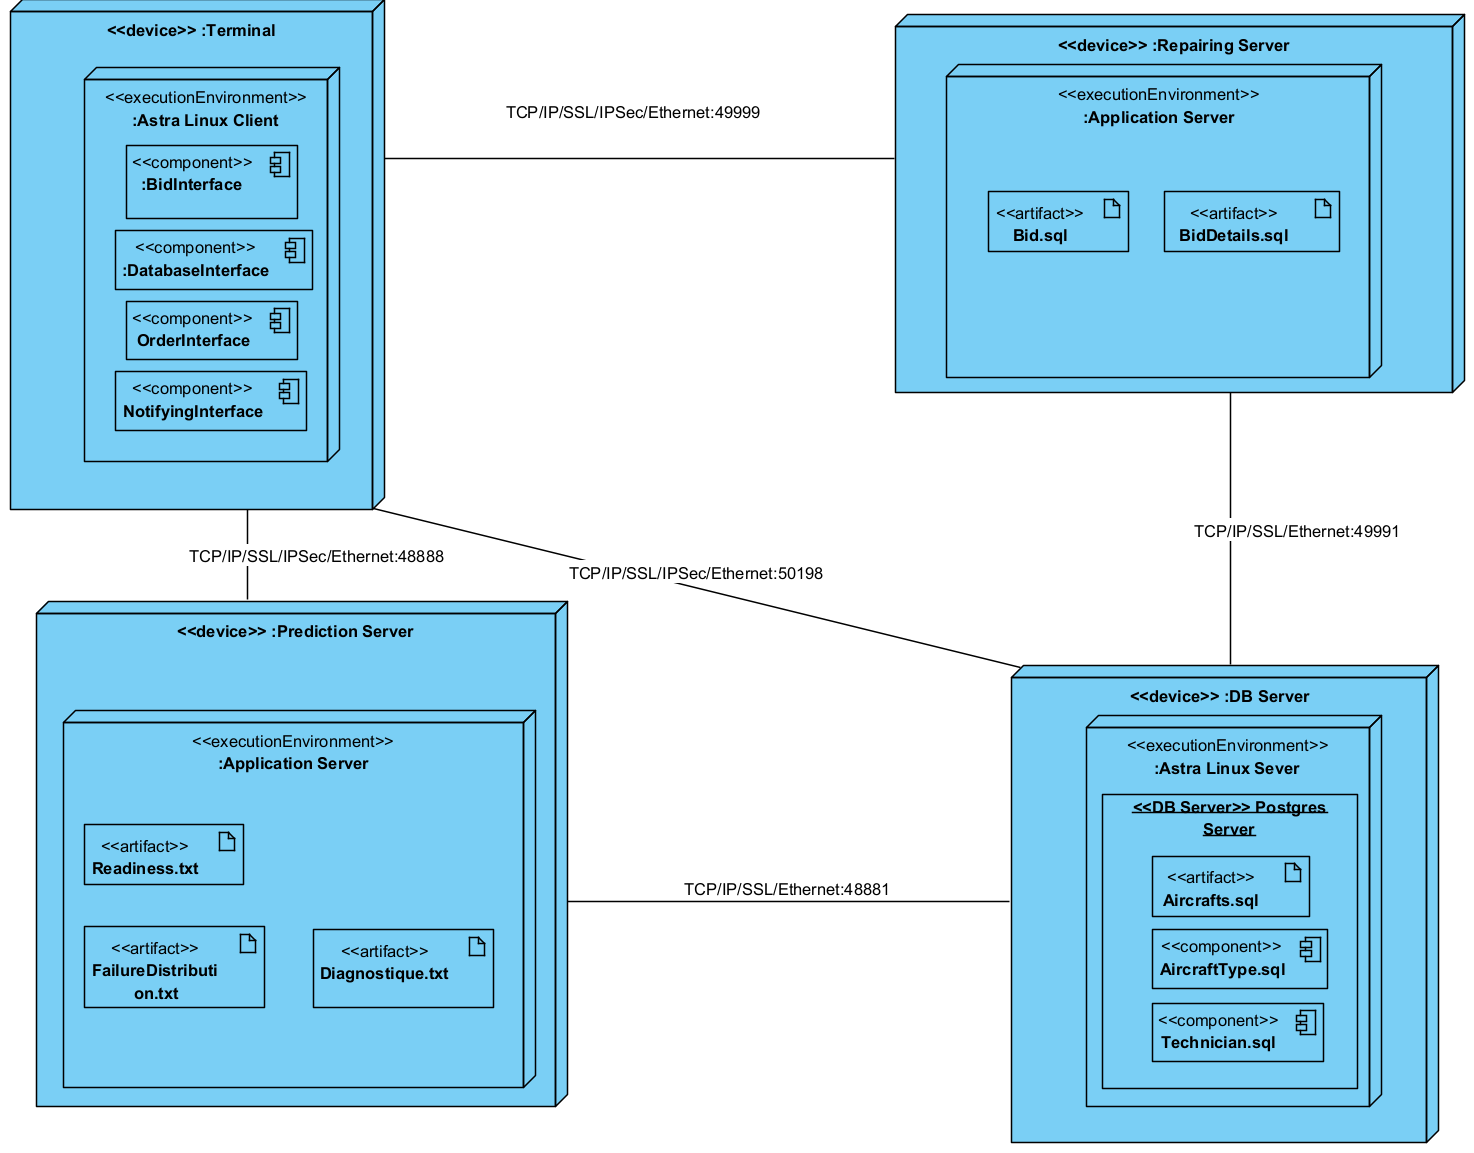 <<device>> :Terminal
<<executionEnvironment>>
:Astra Linux Client
<<component>>
:BidInterface
<<component>>
:DatabaseInterface
<<component>>
OrderInterface
<<component>>
NotifyingInterface
TCP/IP/SSL/IPSec/Ethernet:49999
<<device>> :Repairing Server
<<executionEnvironment>>
:Application Server
<<artifact>>
Bid.sql
<<artifact>>
BidDetails.sql
TCP/IP/SSL/IPSec/Ethernet:48888
TCP/IP/SSL/IPSec/Ethernet:50198
TCP/IP/SSL/Ethernet:49991
<<device>> :Prediction Server
<<executionEnvironment>>
:Application Server
<<artifact>>
Readiness.txt
<<artifact>>
FailureDistributi
on.txt
<<artifact>>
Diagnostique.txt
TCP/IP/SSL/Ethernet:48881
<<device>> :DB Server
<<executionEnvironment>>
:Astra Linux Sever
<<DB Server>> Postgres
Server
<<artifact>>
Aircrafts.sql
<<component>>
AircraftType.sql
<<component>>
Technician.sql